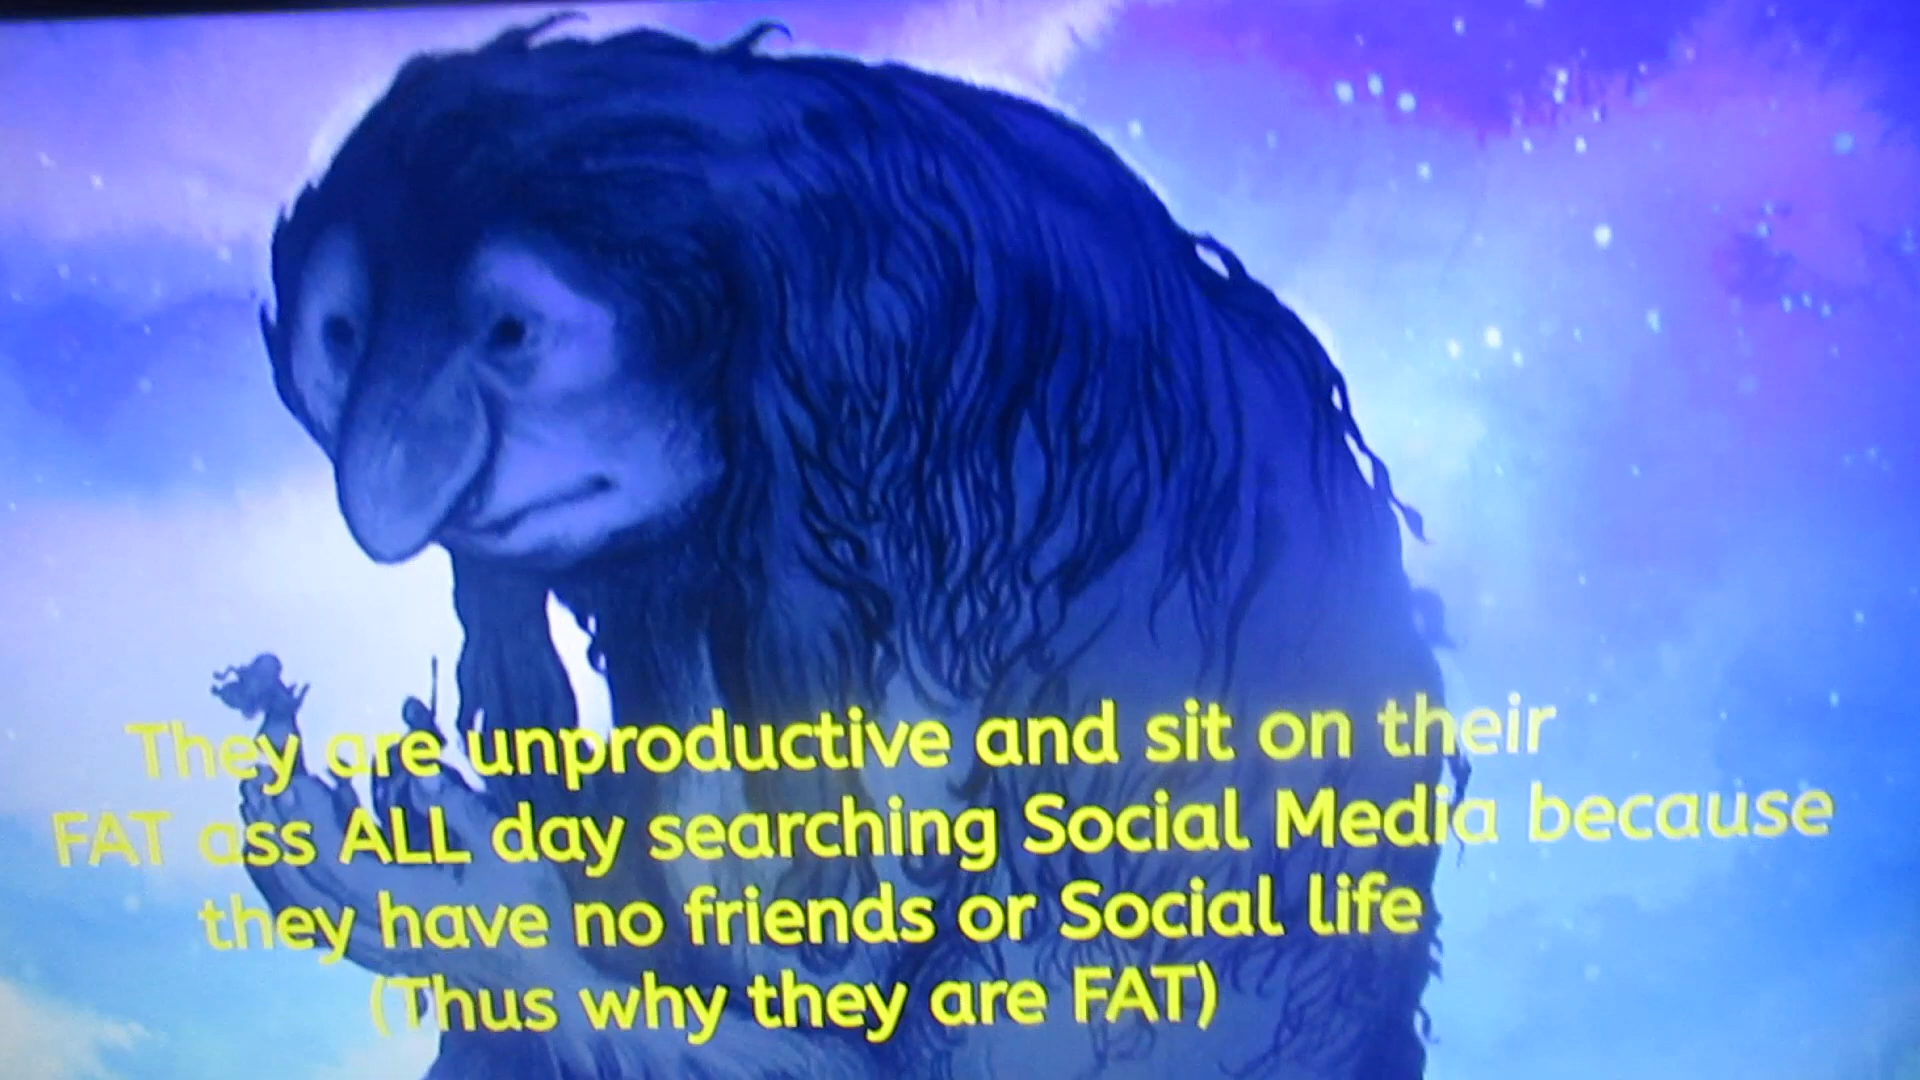 They are unproductive and sit on their
FAT ass ALL day searching Social Media because
they have no friends or Social life
(Thus why they are FAT)